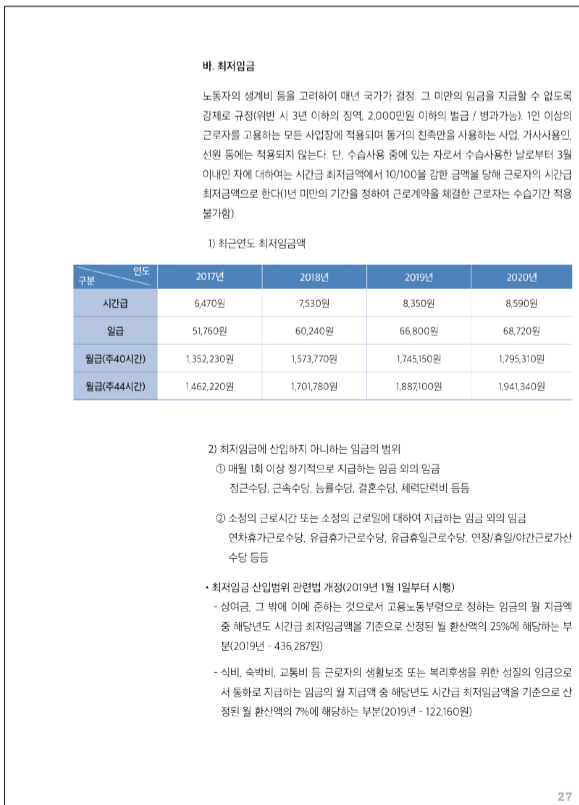 바. 최저임금
노동자의 생계비 등을 고려하여 매년 국가가 결정. 그 미만의 임금을 지급할 수 없도록
강제로 규정(위반 시 3년 이하의 징역, 2,000만원 이하의 벌금 / 병과가능). 1인 이상의
근로자를 고용하는 모든 사업장에 적용되며 동거의 친족만을 사용하는 사업, 가사사용인,
선원 등에는 적용되지 않는다. 단, 수습사용 중에 있는 자로서 수습사용한 날로부터 3월
이내인 자에 대하여는 시간급 최저급액에서 10/100을 감한 금액을 당해 근로자의 시간급
최저금액으로 한다(1년 미만의 기간을 정하여 근로계약을 체결한 근로자는 수습기간 적용
불가함).
1) 최근연도 최저임금액
구분 연도 2017년 2018년 2019년 2020년
시간급 6,470원 7,530원 8,350원 8,590원
일급 51,760원 60,240원 66,800원 68,720원
월급(주40시간) 1,352,230원 1,573,770원 1,745,150원 1,795,310원
월급(주44시간) 1,462,220원 1,701,780원 1,887,100원 1,941,340원
2) 최저임금에 산입하지 아니하는 임금의 범위
① 매월 1회 이상 정기적으로 지급하는 임금 외의 임금
정근수당, 근속수당, 능률수당, 결혼수당, 체력단력비 등등
② 소정의 근로시간 또는 소정의 근로일에 대하여 지급하는 임금 외의 임금
연차휴가근로수당, 유급휴가근로수당, 유급휴일근로수당, 연장/휴일/야간근로가산
수당 등등
• 최저임금 산입범위 관련법 개정(2019년 1월 1일부터 시행)
- 상여금, 그 밖에 이에 준하는 것으로서 고용노동부령으로 정하는 임금의 월 지급액
중 해당년도 시간급 최저임금액을 기준으로 산정된 월 환산액의 25%에 해당하는 부
분(2019년 - 436,287원)
- 식비, 숙박비, 교통비 등 근로자의 생활보조 또는 복리후생을 위한 성질의 임금으로
서 통화로 지급하는 임금의 월 지급액 중 해당년도 시간급 최저임금액을 기준으로 산
정된 월 환산액의 7%에 해당하는 부분(2019년 - 122,160원)
27